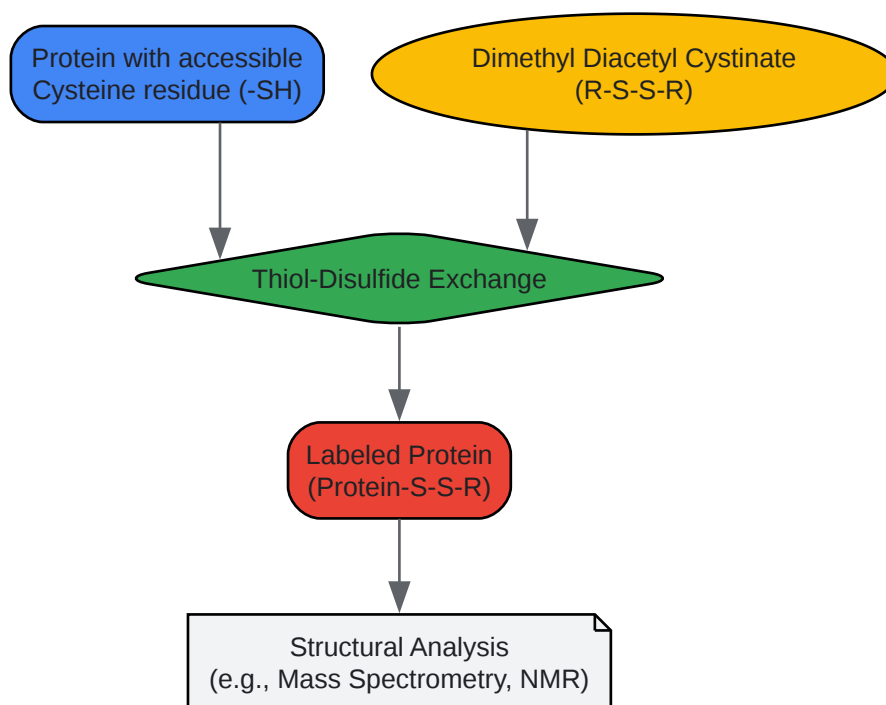 Protein with accessible
Cysteine residue (-SH)
Dimethyl Diacetyl Cystinate
(R-S-S-R)
Thiol-Disulfide Exchange
Labeled Protein
(Protein-S-S-R)
Structural Analysis
(e.g., Mass Spectrometry, NMR)